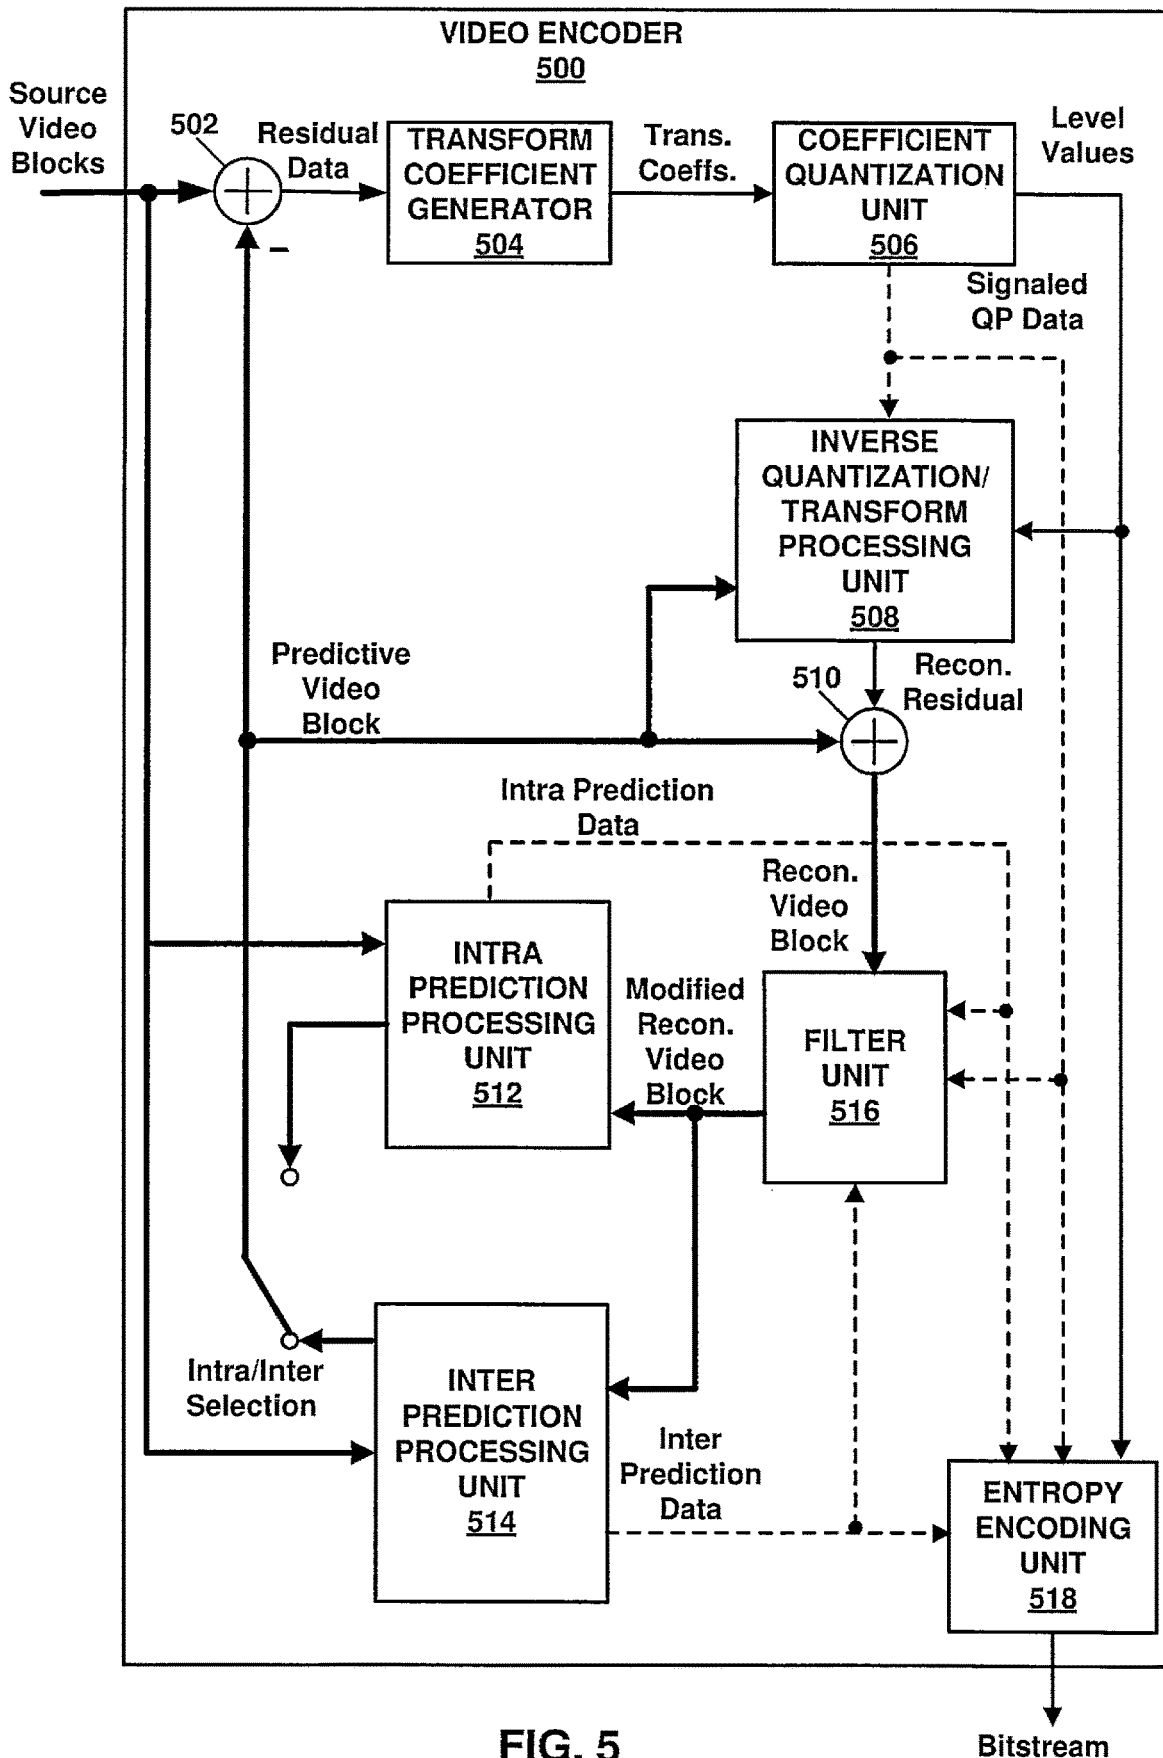 VIDEO ENCODER
500
Source
Video
Blocks
502
Residual
Data
TRANSFORM
COEFFICIENT
GENERATOR
504
Trans.
Coeffs.
COEFFICIENT
QUANTIZATION
UNIT
506
Level
Values
–
Signaled
QP Data
INVERSE
QUANTIZATION/
TRANSFORM
PROCESSING
UNIT
508
Predictive
Video
Block
510
Recon.
Residual
Intra Prediction
Data
Recon.
Video
Block
INTRA
PREDICTION
PROCESSING
UNIT
512
Modified
Recon.
Video
Block
FILTER
UNIT
516
Intra/Inter
Selection
INTER
PREDICTION
PROCESSING
UNIT
514
Inter
Prediction
Data
ENTROPY
ENCODING
UNIT
518
FIG. 5
Bitstream